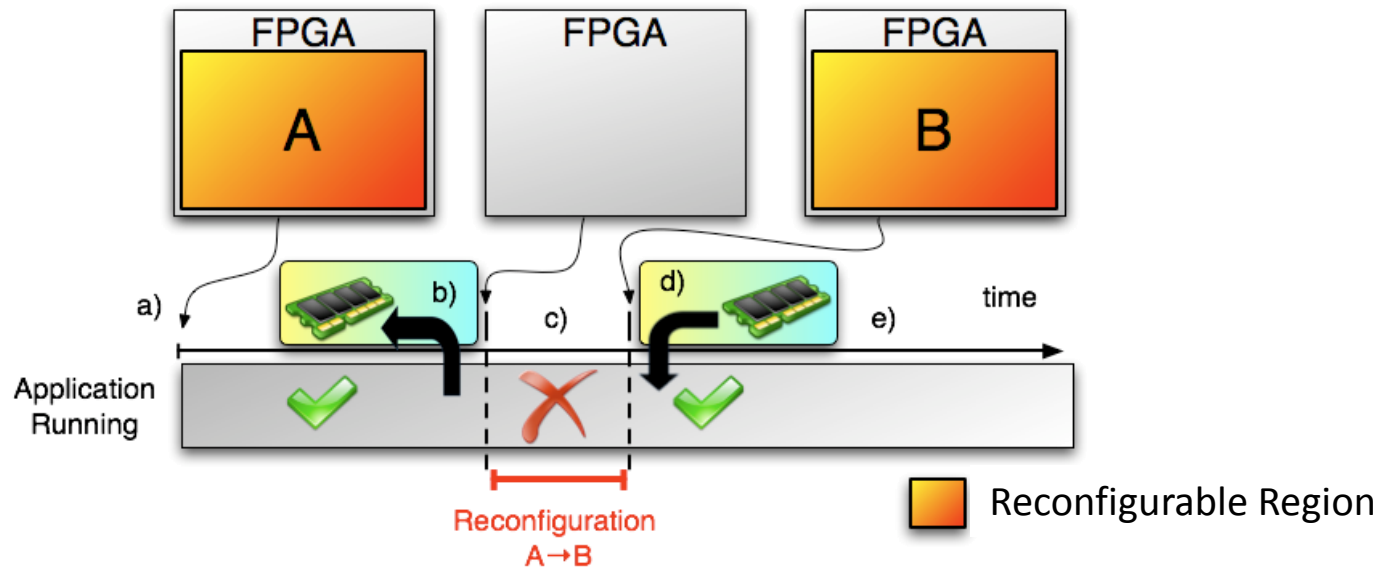 FPGA
A
FPGA
FPGA
B
a)
b)
c)
d)
e)
time
Application
Running
Reconfiguration
A→B
Reconfigurable Region